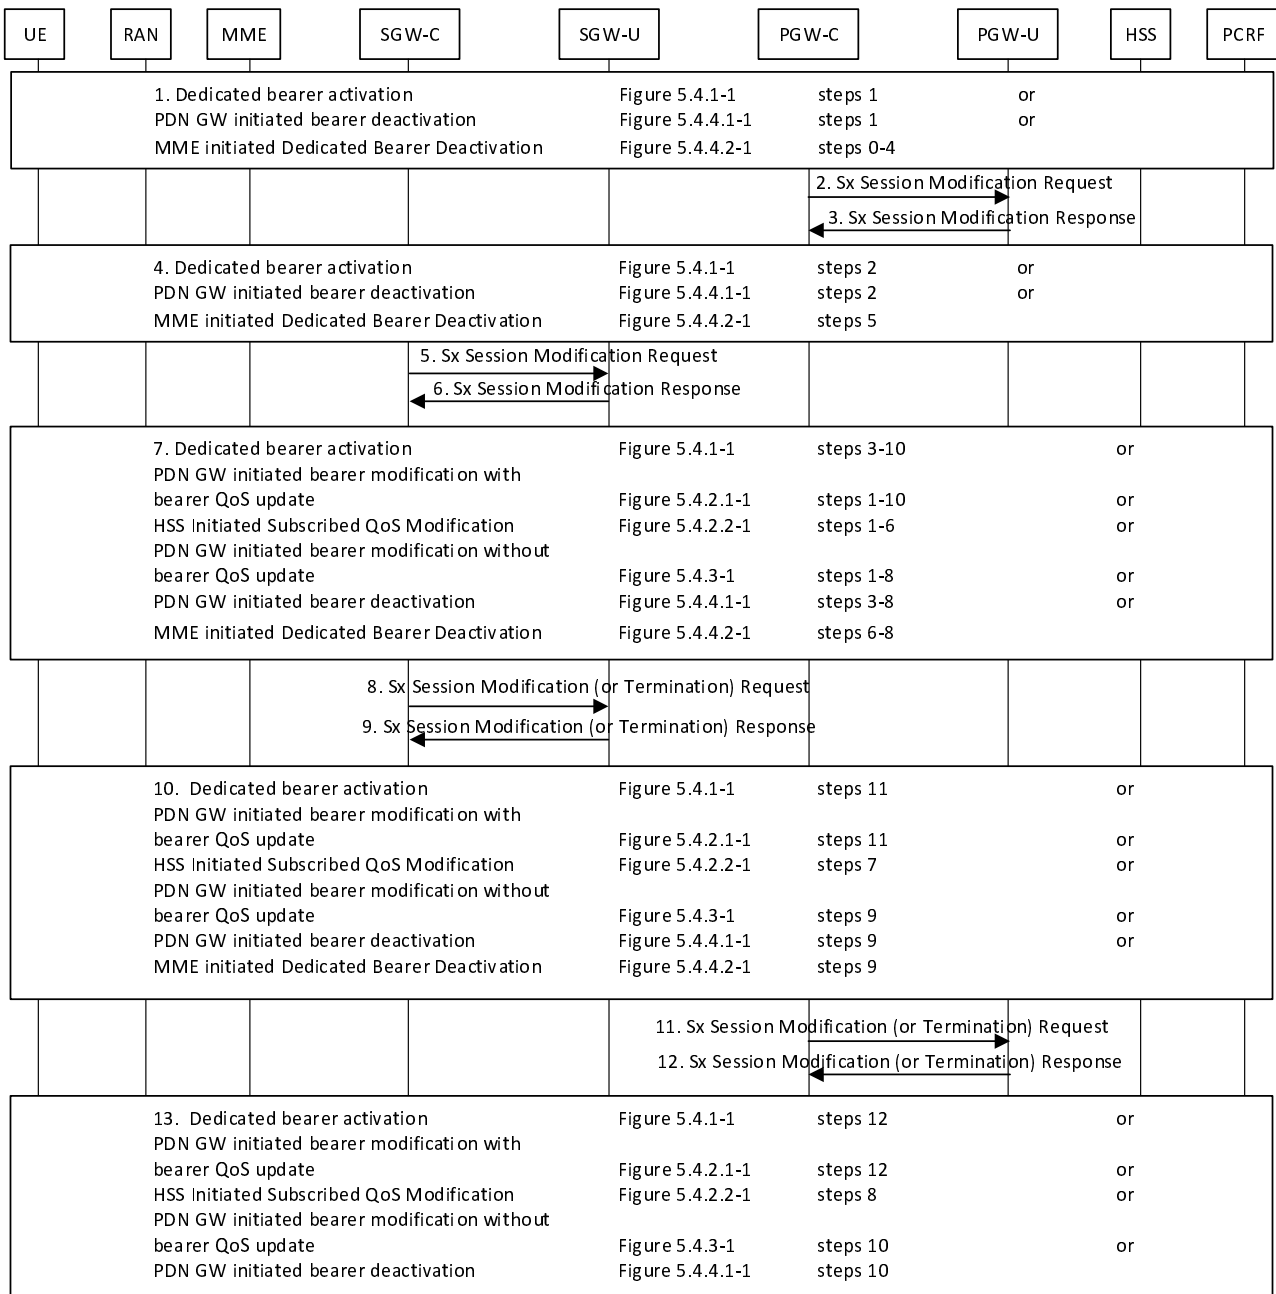 UE RAN MME SGW-C SGW-U PGW-C PGW-U HSS PCRF
1. Dedicated bearer activation Figure 5.4.1-1 steps 1 or
PDN GW initiated bearer deactivation Figure 5.4.4.1-1 steps 1 or
MME initiated Dedicated Bearer Deactivation Figure 5.4.4.2-1 steps 0-4
2. Sx Session Modification Request
3. Sx Session Modification Response
4. Dedicated bearer activation Figure 5.4.1-1 steps 2 or
PDN GW initiated bearer deactivation Figure 5.4.4.1-1 steps 2 or
MME initiated Dedicated Bearer Deactivation Figure 5.4.4.2-1 steps 5
5. Sx Session Modification Request
6. Sx Session Modification Response
7. Dedicated bearer activation Figure 5.4.1-1 steps 3-10 or
PDN GW initiated bearer modification with
bearer QoS update Figure 5.4.2.1-1 steps 1-10 or
HSS Initiated Subscribed QoS Modification Figure 5.4.2.2-1 steps 1-6 or
PDN GW initiated bearer modification without
bearer QoS update Figure 5.4.3-1 steps 1-8 or
PDN GW initiated bearer deactivation Figure 5.4.4.1-1 steps 3-8 or
MME initiated Dedicated Bearer Deactivation Figure 5.4.4.2-1 steps 6-8
8. Sx Session Modification (or Termination) Request
9. Sx Session Modification (or Termination) Response
10. Dedicated bearer activation Figure 5.4.1-1 steps 11 or
PDN GW initiated bearer modification with
bearer QoS update Figure 5.4.2.1-1 steps 11 or
HSS Initiated Subscribed QoS Modification Figure 5.4.2.2-1 steps 7 or
PDN GW initiated bearer modification without
bearer QoS update Figure 5.4.3-1 steps 9 or
PDN GW initiated bearer deactivation Figure 5.4.4.1-1 steps 9 or
MME initiated Dedicated Bearer Deactivation Figure 5.4.4.2-1 steps 9
11. Sx Session Modification (or Termination) Request
12. Sx Session Modification (or Termination) Response
13. Dedicated bearer activation Figure 5.4.1-1 steps 12 or
PDN GW initiated bearer modification with
bearer QoS update Figure 5.4.2.1-1 steps 12 or
HSS Initiated Subscribed QoS Modification Figure 5.4.2.2-1 steps 8 or
PDN GW initiated bearer modification without
bearer QoS update Figure 5.4.3-1 steps 10 or
PDN GW initiated bearer deactivation Figure 5.4.4.1-1 steps 10